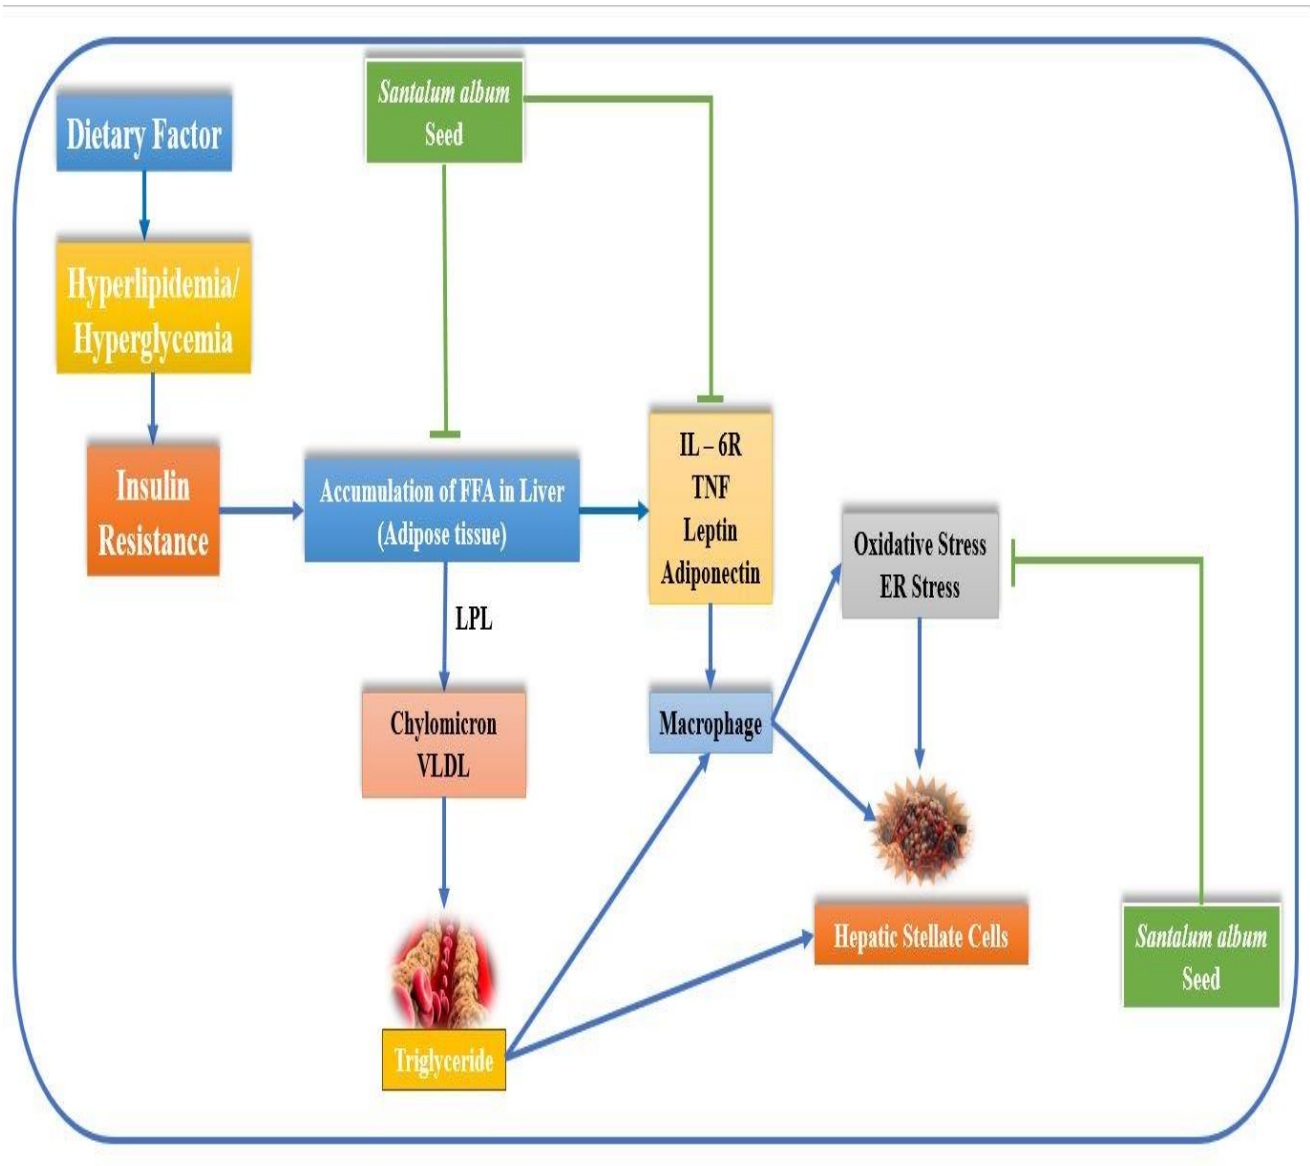 Santalum album
Seed
Dietary Factor
Hyperlipidemia/
Hyperglycemia
Insulin
Resistance
Accumulation of FFA in Liver
(Adipose tissue)
IL – 6R
TNF
Leptin
Adiponectin
Oxidative Stress
ER Stress
LPL
Chylomicron
VLDL
Macrophage
Hepatic Stellate Cells
Santalum album
Seed
Triglyceride